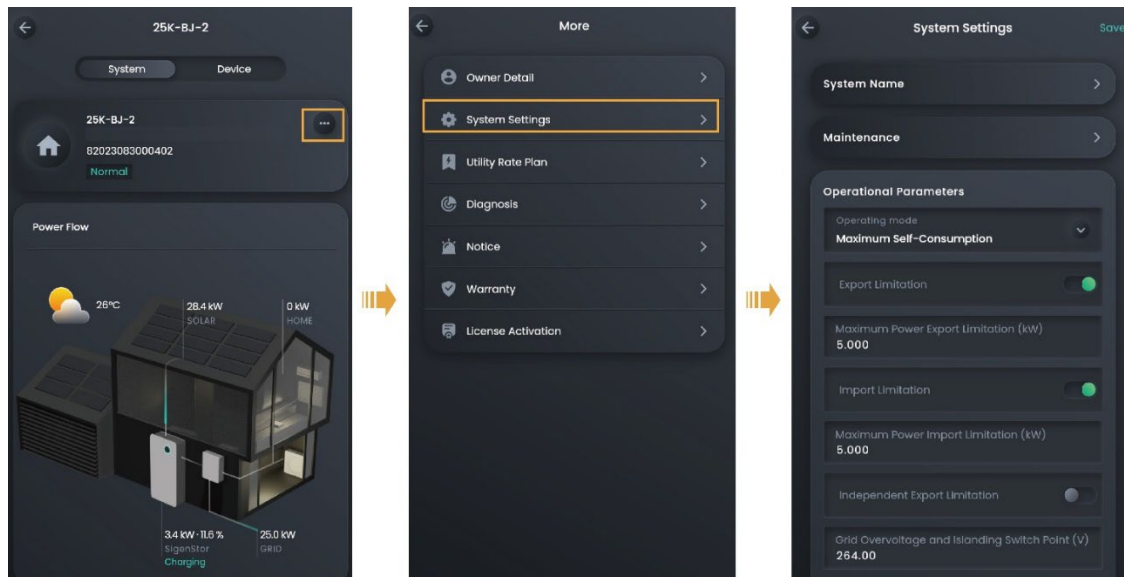 25K-BJ-2
System
Device
25K-BJ-2
82023083000402
Normal
Power Flow
26°C
28.4 kW
SOLAR
0 kW
HOME
3.4 kW · 11.6 %
SigenStor
Charging
25.0 kW
GRID
More
Owner Detail
System Settings
Utility Rate Plan
Diagnosis
Notice
Warranty
License Activation
System Settings
Save
System Name
Maintenance
Operational Parameters
Operating mode
Maximum Self-Consumption
Export Limitation
Maximum Power Export Limitation (kW)
5.000
Import Limitation
Maximum Power Import Limitation (kW)
5.000
Independent Export Limitation
Grid Overvoltage and Islanding Switch Point (V)
264.00